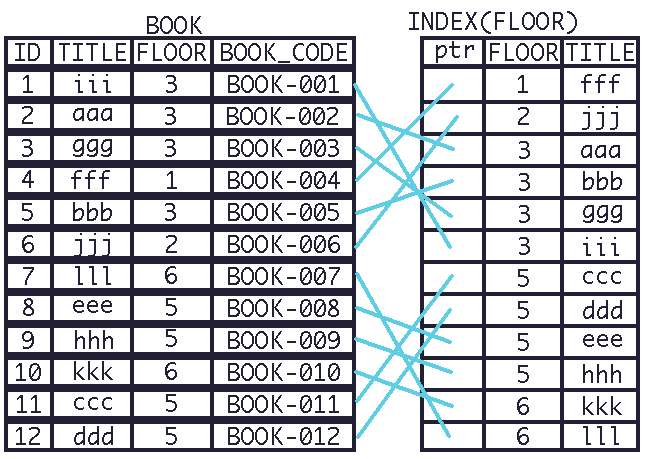 BOOK
ID TITLE FLOOR BOOK_CODE
1 iii 3 BOOK-001
2 aaa 3 BOOK-002
3 ggg 3 BOOK-003
4 fff 1 BOOK-004
5 bbb 3 BOOK-005
6 jjj 2 BOOK-006
7 lll 6 BOOK-007
8 eee 5 BOOK-008
9 hhh 5 BOOK-009
10 kkk 6 BOOK-010
11 ccc 5 BOOK-011
12 ddd 5 BOOK-012
INDEX(FLOOR)
ptr FLOOR TITLE
1 fff
2 jjj
3 aaa
3 bbb
3 ggg
3 iii
5 ccc
5 ddd
5 eee
5 hhh
6 kkk
6 lll